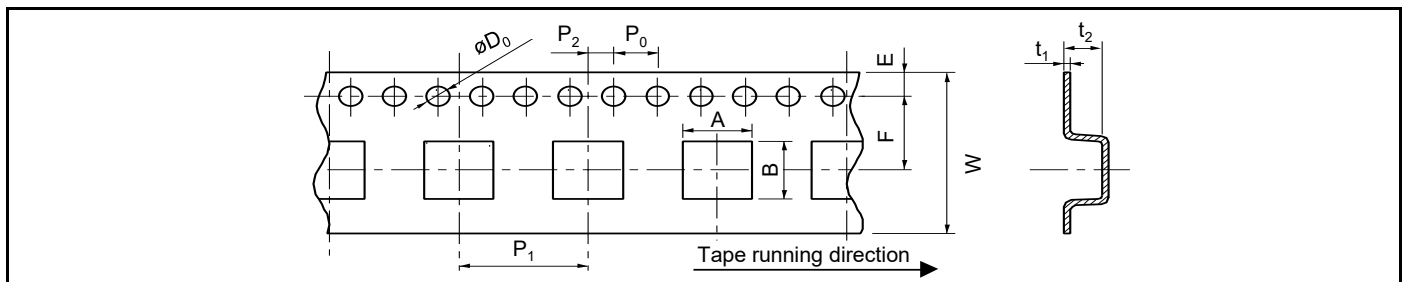 øD₀
P₂
P₀
E
t₁
t₂
A
F
B
W
P₁
Tape running direction